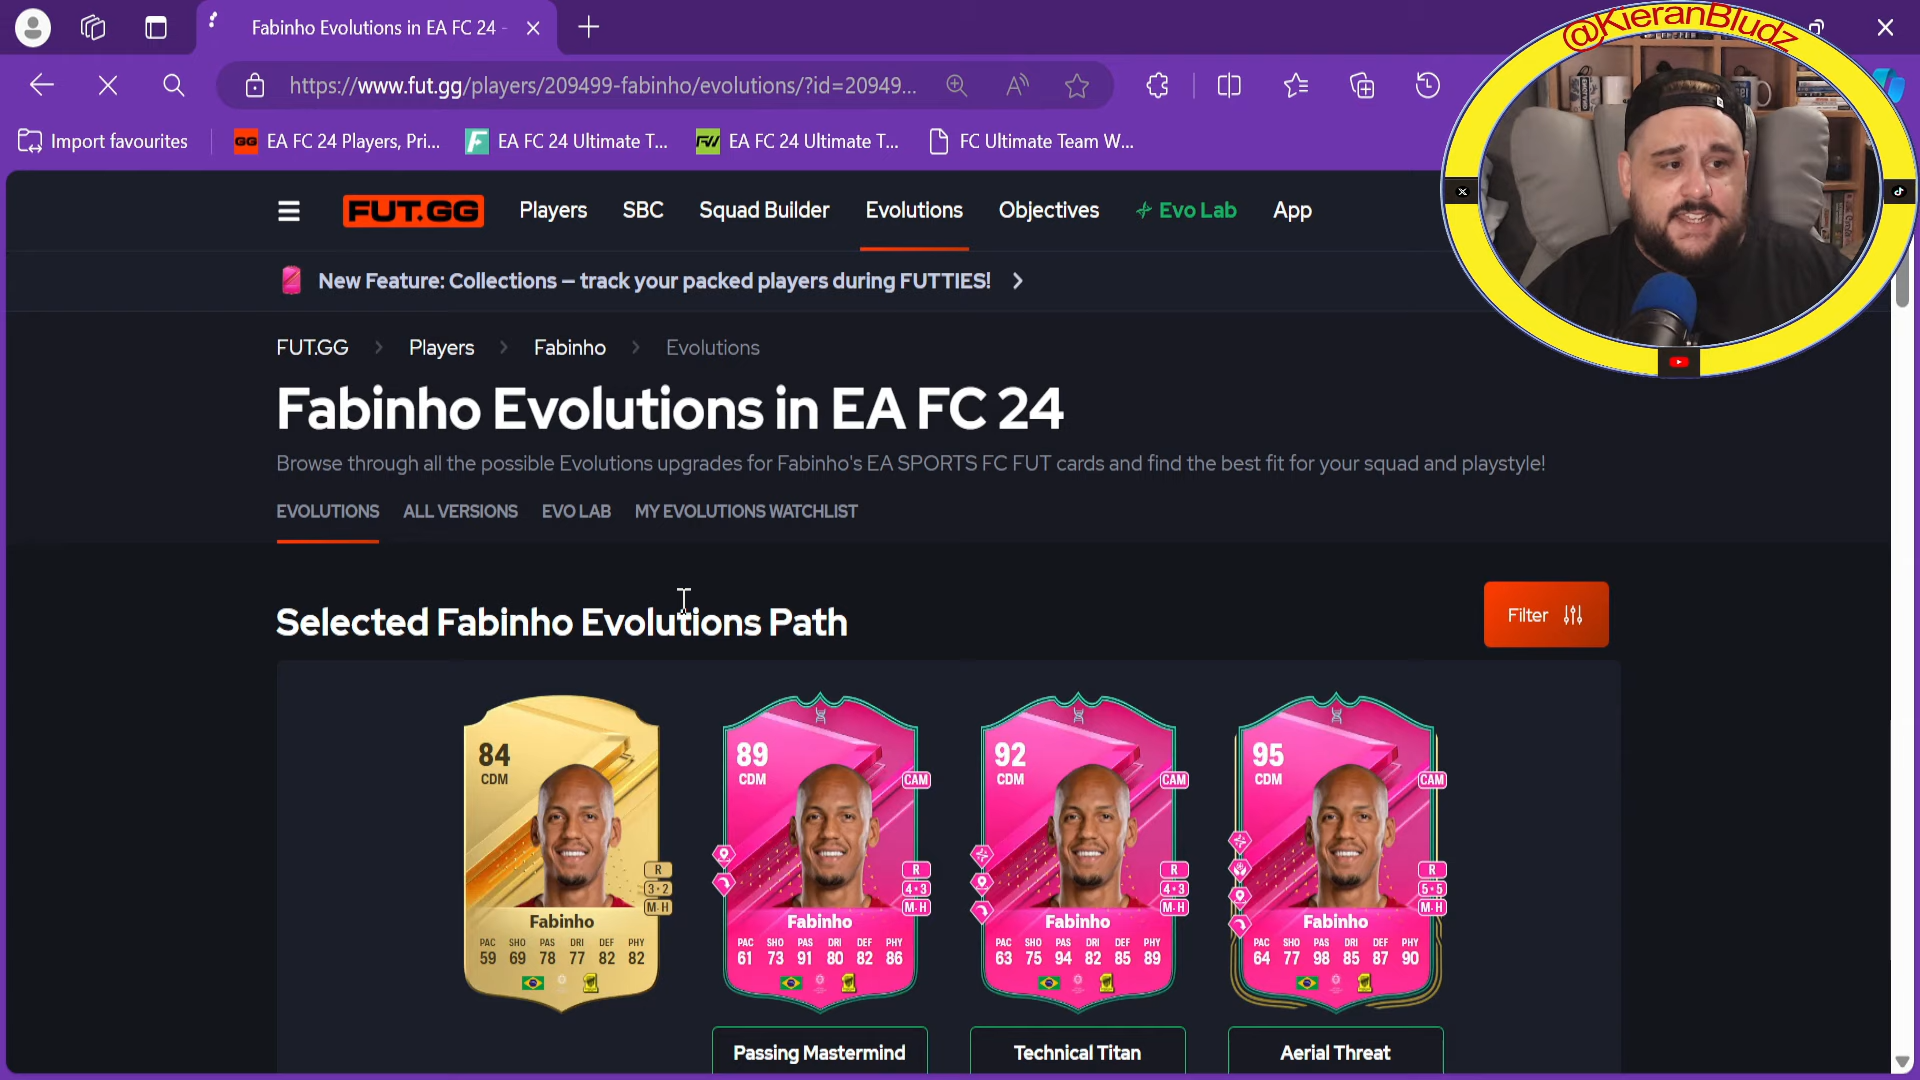 Fabinho Evolutions in EA FC 24 -
https://www.fut.gg/players/209499-fabinho/evolutions/?id=20949...
Import favourites
GG EA FC 24 Players, Pri...
EA FC 24 Ultimate T...
EA FC 24 Ultimate T...
FC Ultimate Team W...
@KieranBludz
FUT.GG
Players
SBC
Squad Builder
Evolutions
Objectives
Evo Lab
App
New Feature: Collections – track your packed players during FUTTIES!
FUT.GG > Players > Fabinho > Evolutions
Fabinho Evolutions in EA FC 24
Browse through all the possible Evolutions upgrades for Fabinho's EA SPORTS FC FUT cards and find the best fit for your squad and playstyle!
EVOLUTIONS
ALL VERSIONS
EVO LAB
MY EVOLUTIONS WATCHLIST
Selected Fabinho Evolutions Path
Filter
84
CDM
R
3•2
M•H
Fabinho
PAC SHO PAS DRI DEF PHY
59 69 78 77 82 82
89
CDM
CAM
R
4•3
M•H
Fabinho
PAC SHO PAS DRI DEF PHY
61 73 91 80 82 86
Passing Mastermind
92
CDM
CAM
R
4•3
M•H
Fabinho
PAC SHO PAS DRI DEF PHY
63 75 94 82 85 89
Technical Titan
95
CDM
CAM
R
5•5
M•H
Fabinho
PAC SHO PAS DRI DEF PHY
64 77 98 85 87 90
Aerial Threat